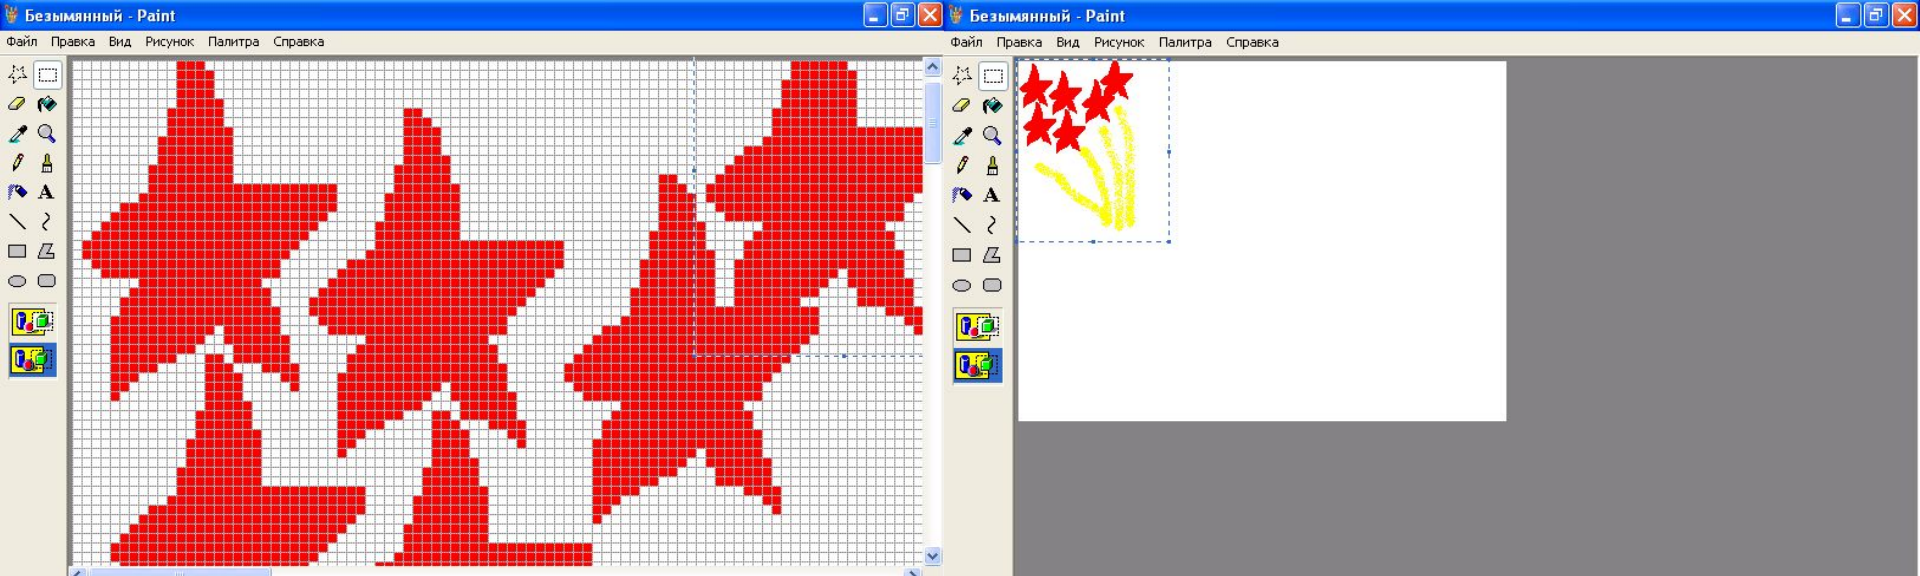 Безымянный - Paint
Файл Правка Вид Рисунок Палитра Справка
A
Безымянный - Paint
Файл Правка Вид Рисунок Палитра Справка
A